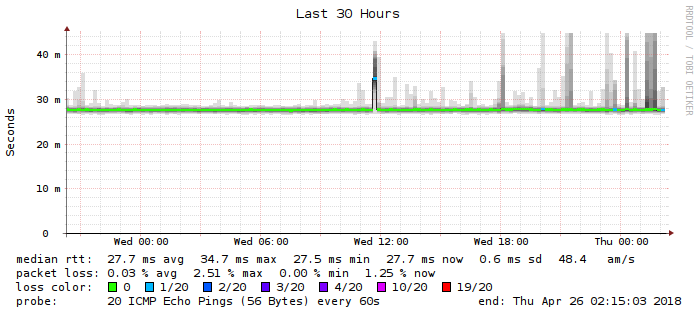 Last 30 Hours
RRDTOOL / TOBI OETIKER
Seconds
40 m
30 m
20 m
10 m
0
Wed 00:00 Wed 06:00 Wed 12:00 Wed 18:00 Thu 00:00
median rtt: 27.7 ms avg 34.7 ms max 27.5 ms min 27.7 ms now 0.6 ms sd 48.4 am/s
packet loss: 0.03 % avg 2.51 % max 0.00 % min 1.25 % now
loss color: 0 1/20 2/20 3/20 4/20 10/20 19/20
probe: 20 ICMP Echo Pings (56 Bytes) every 60s end: Thu Apr 26 02:15:03 2018